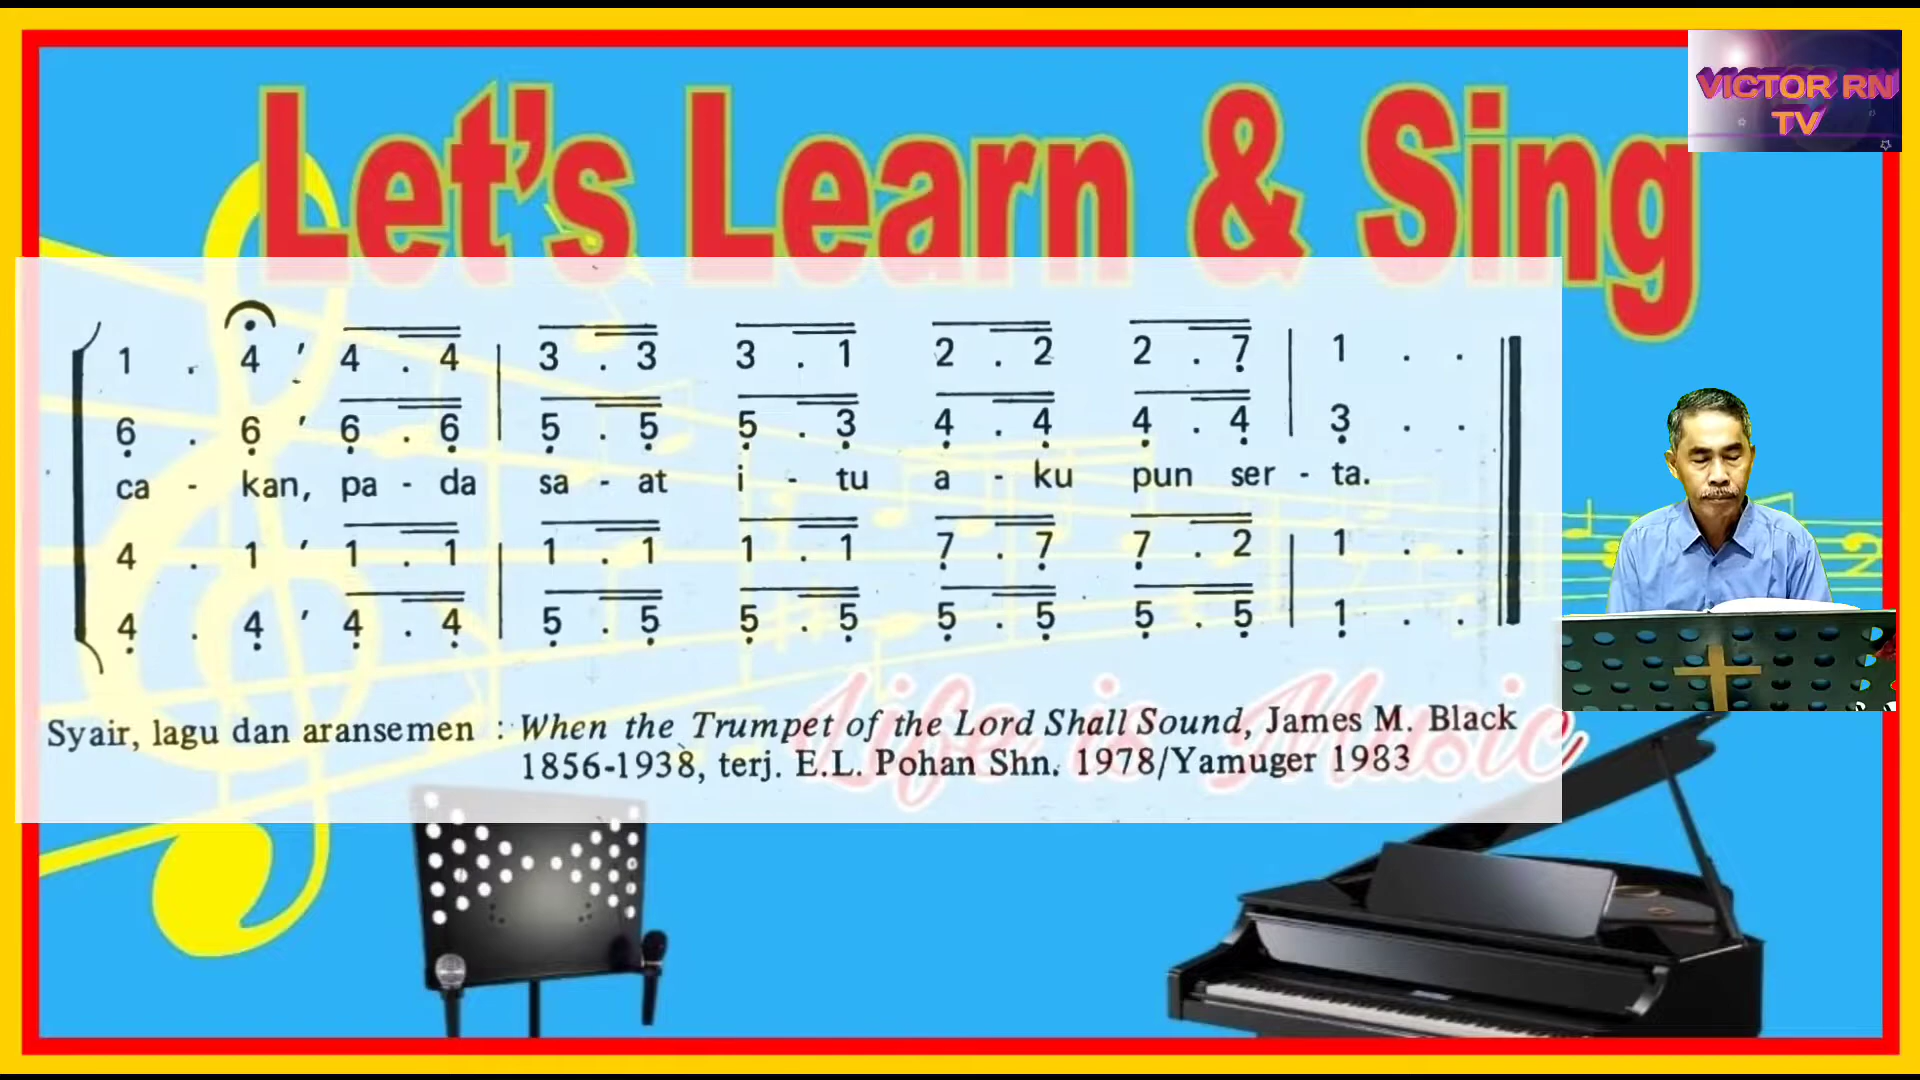 VICTOR RN
TV
Let's Learn & Sing
1 . 4 ' 4 . 4 | 3 . 3 3 . 1 2 . 2 2 . 7̣ | 1 . .
6̣ . 6̣ ' 6̣ . 6̣ | 5̣ . 5̣ 5̣ . 3̣ 4̣ . 4̣ 4̣ . 4̣ | 3̣ . .
ca - kan, pa - da sa - at i - tu a - ku pun ser - ta.
4 . 1 ' 1 . 1 | 1 . 1 1 . 1 7̣ . 7̣ 7̣ . 2 | 1 . .
4̣ . 4̣ ' 4̣ . 4̣ | 5̣ . 5̣ 5̣ . 5̣ 5̣ . 5̣ 5̣ . 5̣ | 1̣ . .
Life is Music
Syair, lagu dan aransemen : When the Trumpet of the Lord Shall Sound, James M. Black
1856-1938, terj. E.L. Pohan Shn. 1978/Yamuger 1983